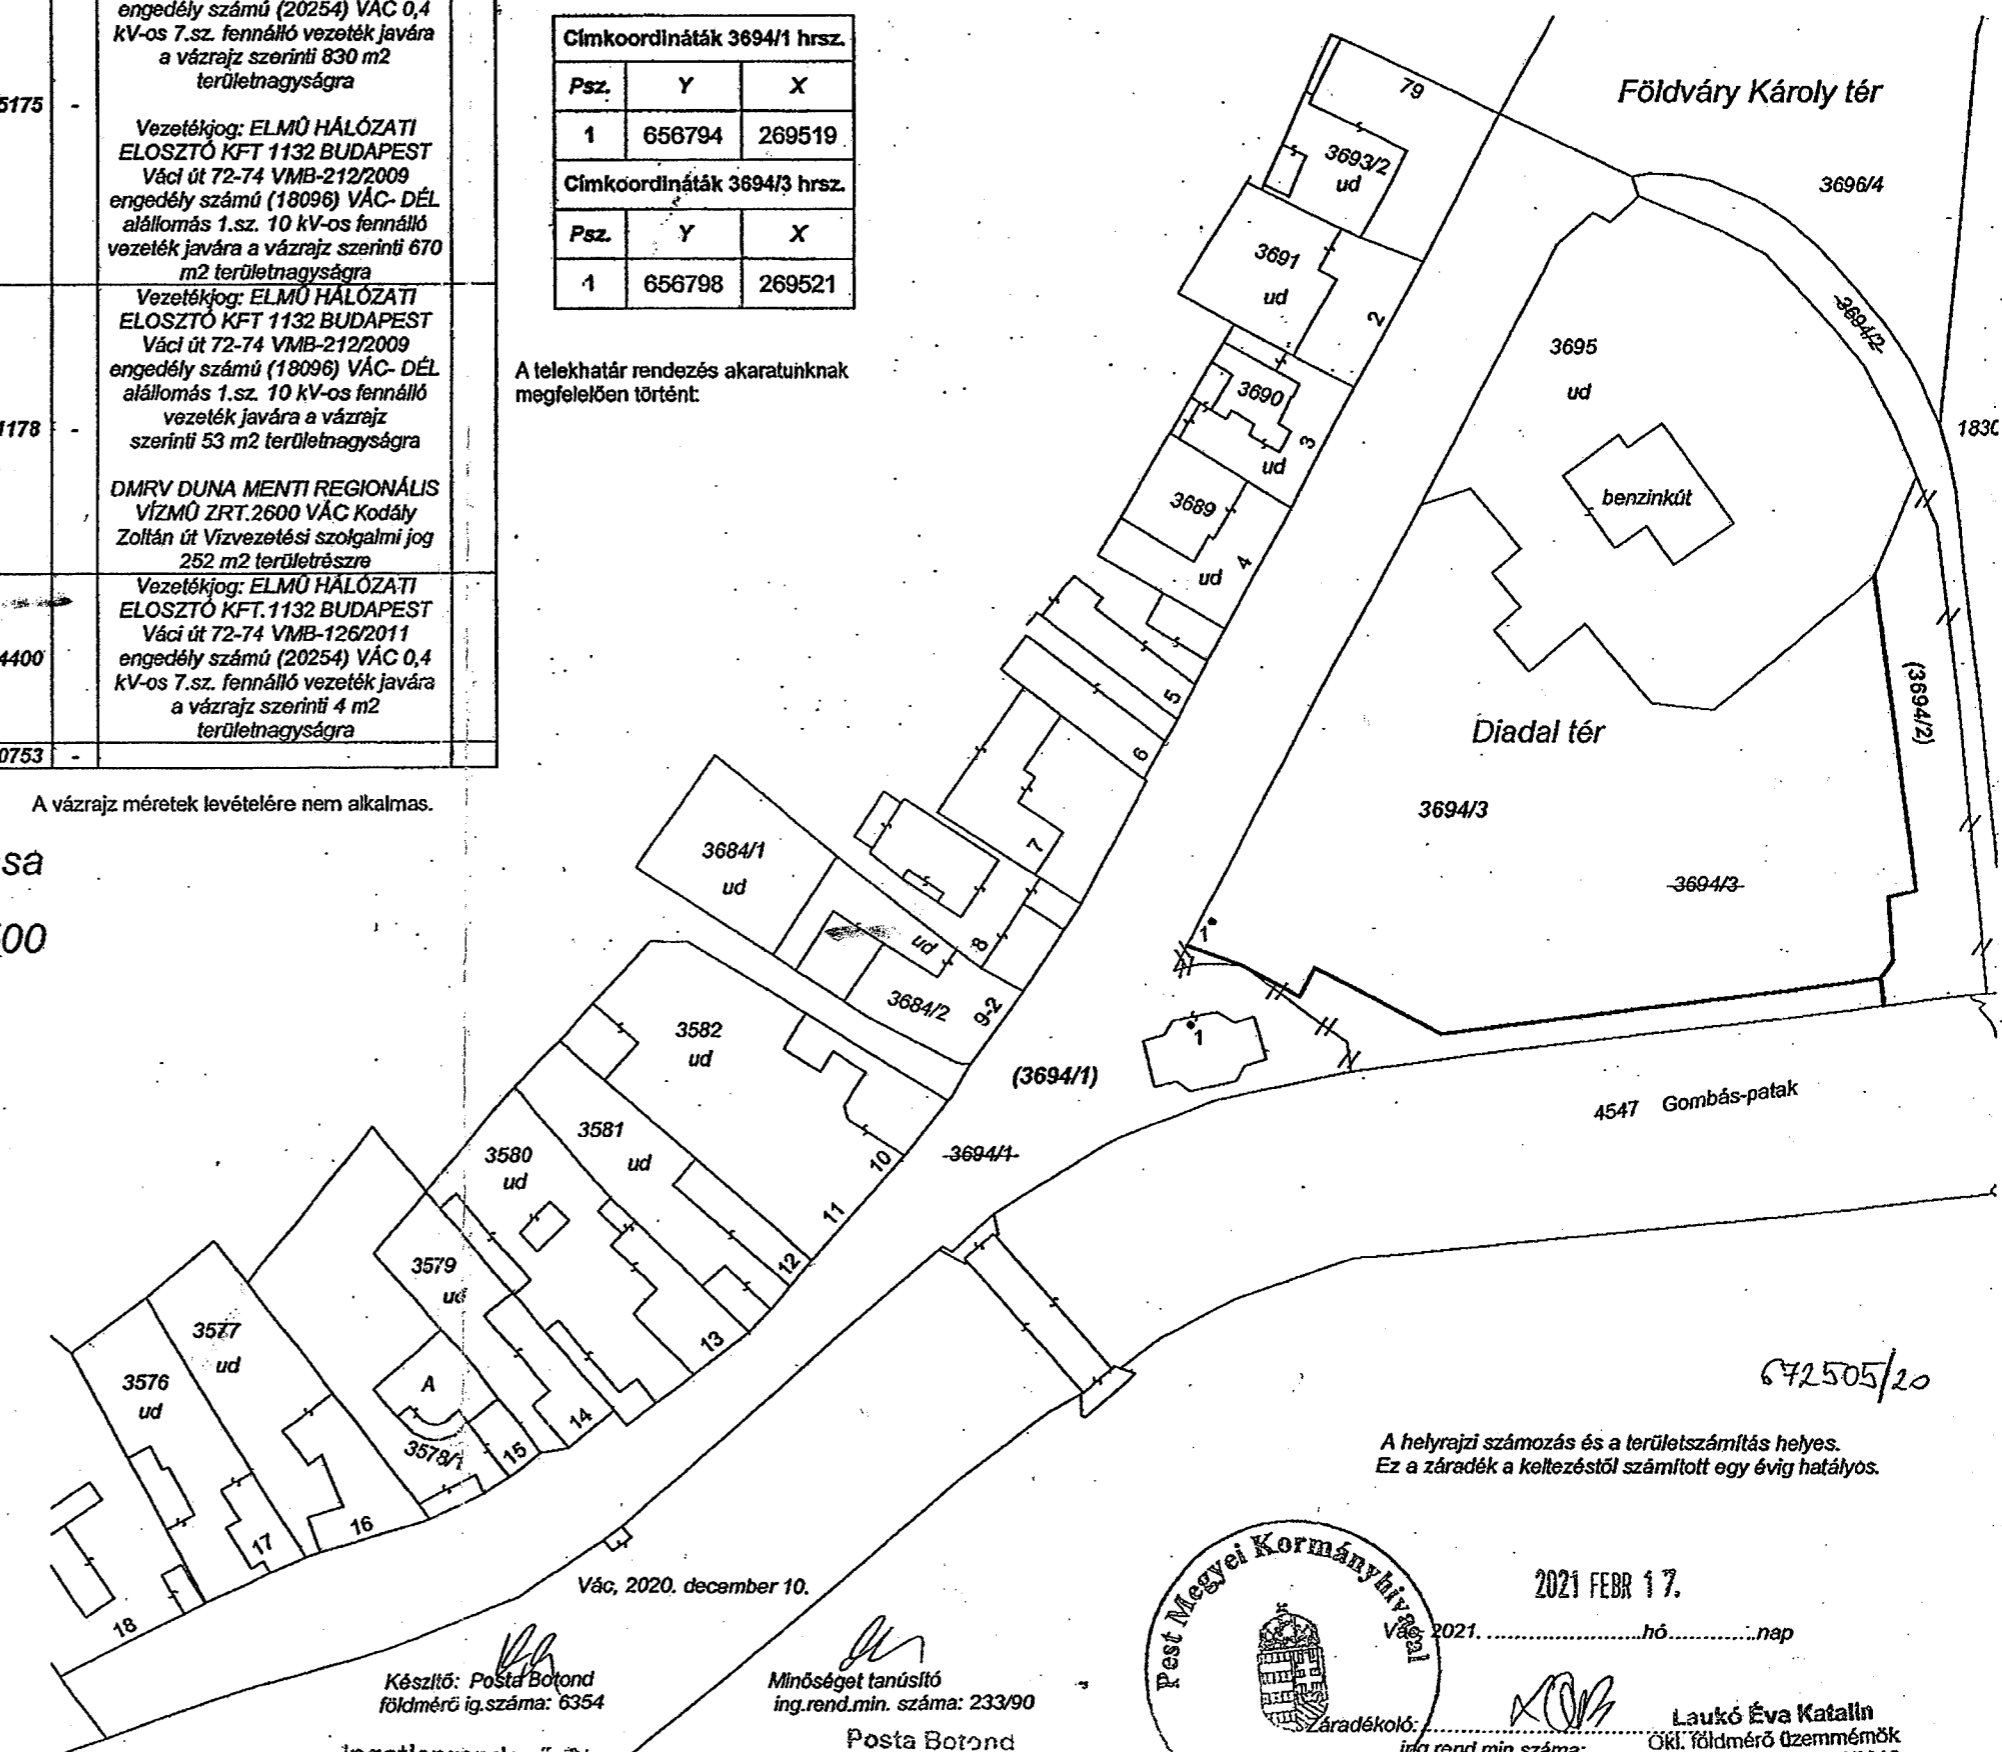 engedély számú (20254) VÁC 0,4
kV-os 7.sz. fennálló vezeték javára
a vázrajz szerinti 830 m2
területnagyságra
5175 -
Vezetékjog: ELMŰ HÁLÓZATI
ELOSZTÓ KFT 1132 BUDAPEST
Váci út 72-74 VMB-212/2009
engedély számú (18096) VÁC- DÉL
alállomás 1.sz. 10 kV-os fennálló
vezeték javára a vázrajz szerinti 670
m2 területnagyságra
Vezetékjog: ELMŰ HÁLÓZATI
ELOSZTÓ KFT 1132 BUDAPEST
Váci út 72-74 VMB-212/2009
engedély számú (18096) VÁC- DÉL
alállomás 1.sz. 10 kV-os fennálló
1178 -
vezeték javára a vázrajz
szerinti 53 m2 területnagyságra
DMRV DUNA MENTI REGIONÁLIS
VÍZMŰ ZRT.2600 VÁC Kodály
Zoltán út Vízvezetési szolgalmi jog
252 m2 területrészre
Vezetékjog: ELMŰ HÁLÓZATI
ELOSZTÓ KFT.1132 BUDAPEST
Váci út 72-74 VMB-126/2011
4400
engedély számú (20254) VÁC 0,4
kV-os 7.sz. fennálló vezeték javára
a vázrajz szerinti 4 m2
területnagyságra
0753 -
A vázrajz méretek levételére nem alkalmas.
sa
00
Címkoordináták 3694/1 hrsz.
Psz. Y X
1 656794 269519
Címkoordináták 3694/3 hrsz.
Psz. Y X
1 656798 269521
A telekhatár rendezés akaratunknak
megfelelően történt:
Földváry Károly tér
79
3693/2
ud
3696/4
3691
ud
2
3694/2
3695
ud
1830
3690
ud
3
benzinkút
3689
ud
4
5
6
(3694/2)
Diadal tér
3694/3
7
3684/1
ud
3694/3
ud
8
1
3684/2
9-2
3582
ud
1
(3694/1)
4547 Gombás-patak
3694/1
10
3581
ud
3580
ud
11
12
3579
ud
13
3577
ud
3576
ud
A
14
3578/1
15
16
17
18
672505/20
A helyrajzi számozás és a területszámítás helyes.
Ez a záradék a keltezéstől számított egy évig hatályos.
Pest Megyei Kormányhivatal
2021 FEBR 17.
Vác, 2020. december 10.
Vác, 2021. ........................hó............nap
Készítő: Posta Botond
földmérő ig.száma: 6354
Minőséget tanúsító
ing.rend.min. száma: 233/90
Posta Botond
Záradékoló:
Laukó Éva Katalin
Okl. földmérő üzemmérnök
ing.rend.min.száma: